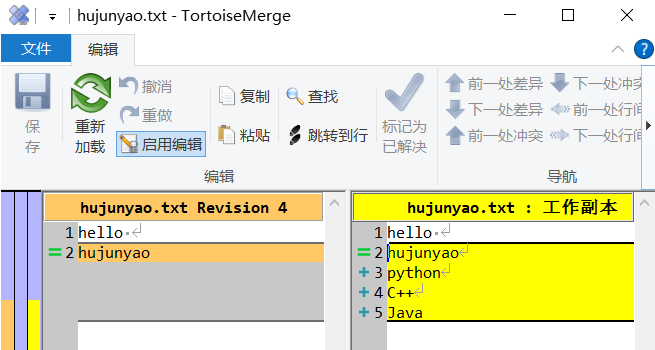 hujunyao.txt - TortoiseMerge
文件 编辑
保存
重新加载
撤消
重做
启用编辑
复制
粘贴
查找
跳转到行
编辑
标记为已解决
前一处差异
下一处差异
前一处冲突
下一处冲突
前一处行间
下一处行间
导航
hujunyao.txt Revision 4
1 hello
2 hujunyao
hujunyao.txt : 工作副本
1 hello
2 hujunyao
3 python
4 C++
5 Java